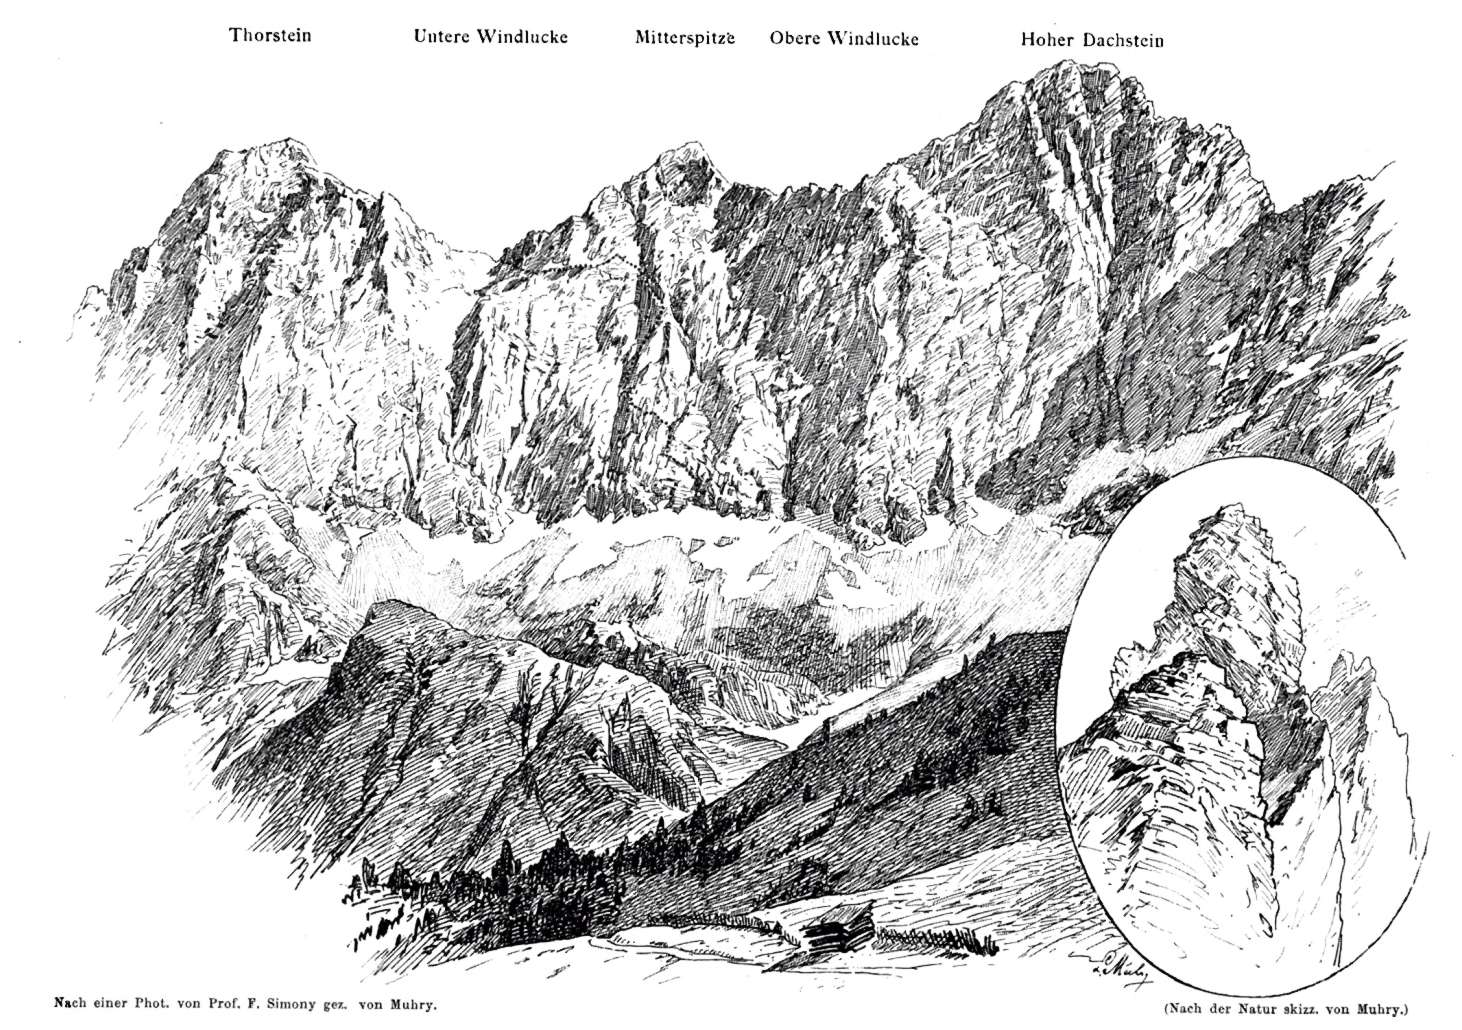 Thorstein
Untere Windlucke
Mitterspitze
Obere Windlucke
Hoher Dachstein
L. Muhry
Nach einer Phot. von Prof. F. Simony gez. von Muhry.
(Nach der Natur skizz. von Muhry.)